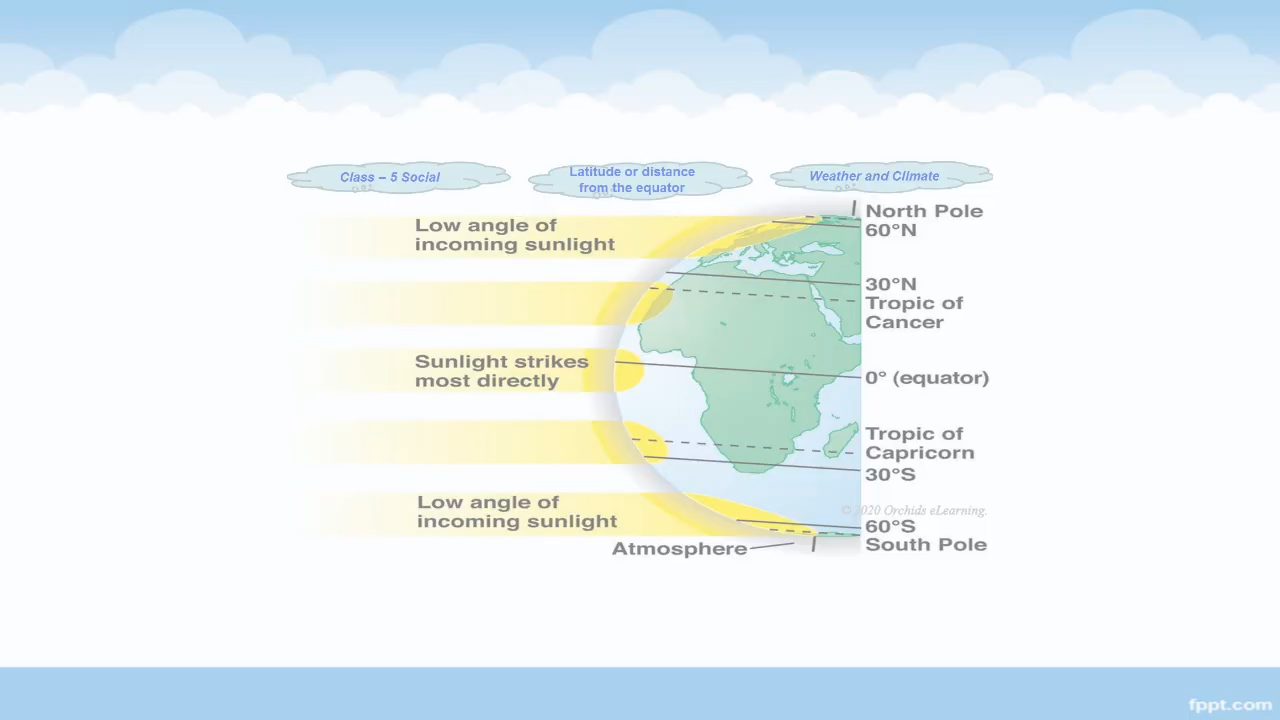 Class – 5 Social
Latitude or distance
from the equator
Weather and Climate
North Pole
Low angle of
incoming sunlight
60°N
30°N
Tropic of
Cancer
Sunlight strikes
most directly
0° (equator)
Tropic of
Capricorn
30°S
Low angle of
incoming sunlight
© 2020 Orchids eLearning.
60°S
South Pole
Atmosphere
fppt.com